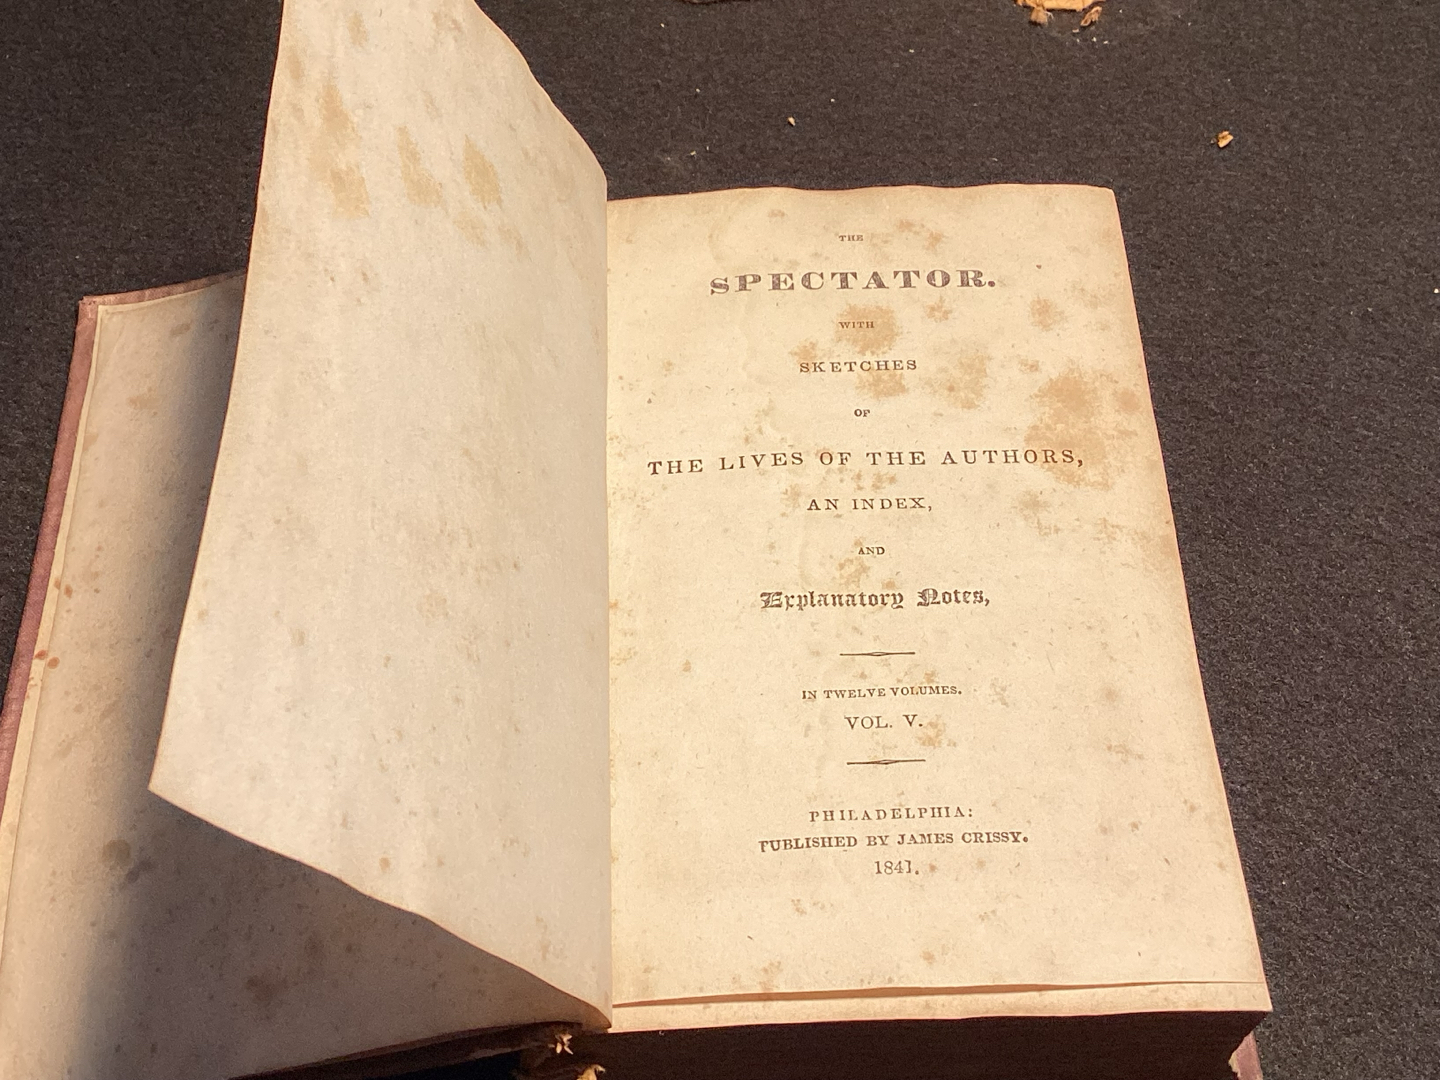 THE
SPECTATOR.
WITH
SKETCHES
OF
THE LIVES OF THE AUTHORS,
AN INDEX,
AND
Explanatory Notes,
IN TWELVE VOLUMES.
VOL. V.
PHILADELPHIA:
PUBLISHED BY JAMES CRISSY.
1841.